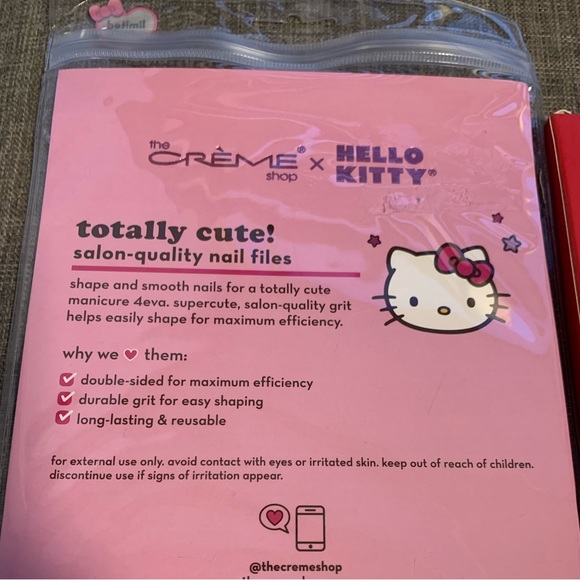 limited
the
CRÈME®
shop
x
HELLO
KITTY®
totally cute!
salon-quality nail files
shape and smooth nails for a totally cute
manicure 4eva. supercute, salon-quality grit
helps easily shape for maximum efficiency.
why we them:
double-sided for maximum efficiency
durable grit for easy shaping
long-lasting & reusable
for external use only. avoid contact with eyes or irritated skin. keep out of reach of children.
discontinue use if signs of irritation appear.
@thecremeshop